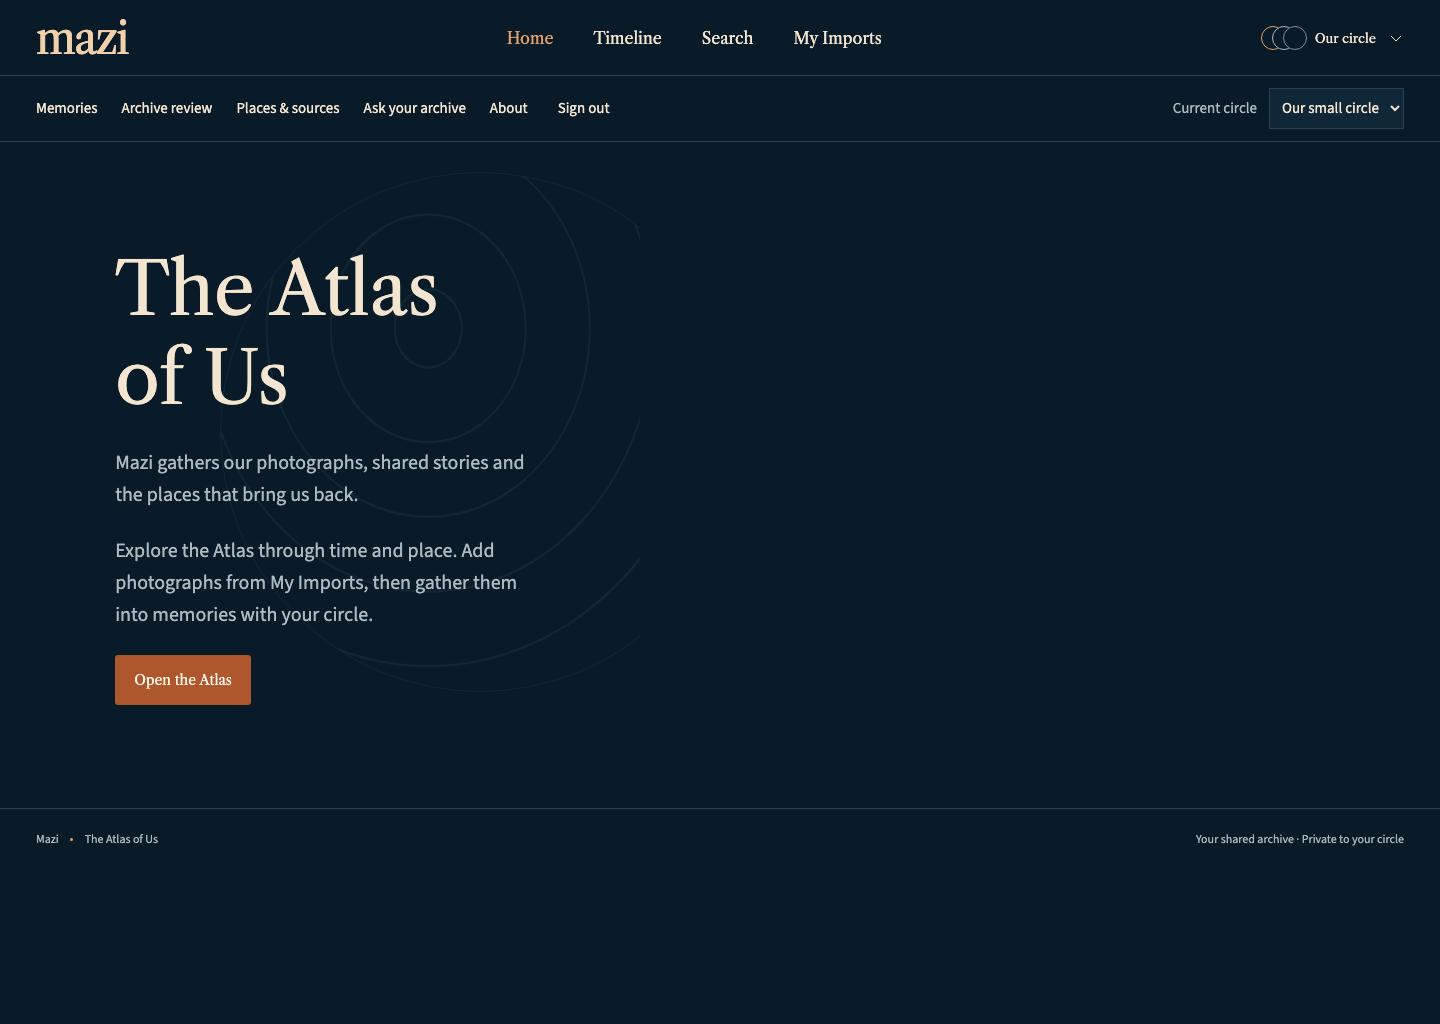 mazi
Home Timeline Search My Imports
Our circle
Memories Archive review Places & sources Ask your archive About Sign out
Current circle Our small circle
The Atlas
of Us
Mazi gathers our photographs, shared stories and
the places that bring us back.
Explore the Atlas through time and place. Add
photographs from My Imports, then gather them
into memories with your circle.
Open the Atlas
Mazi • The Atlas of Us
Your shared archive · Private to your circle